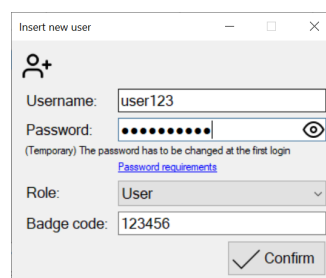 Insert new user
Username: user123
Password: ●●●●●●●●●●
(Temporary) The password has to be changed at the first login
Password requirements
Role: User
Badge code: 123456
Confirm